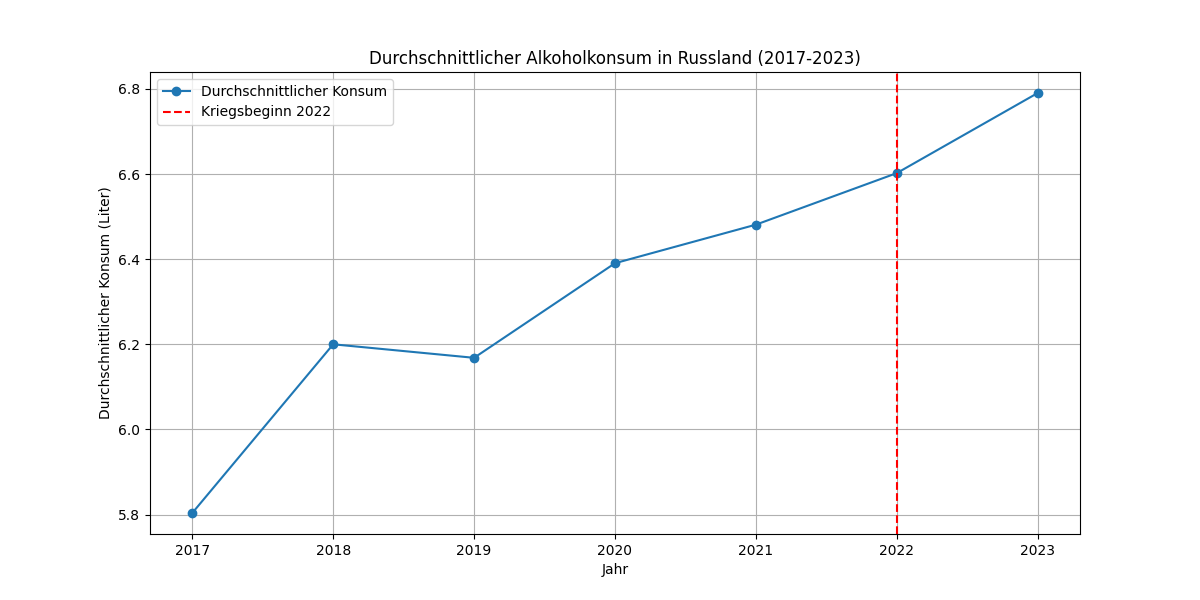 Durchschnittlicher Alkoholkonsum in Russland (2017-2023)
Durchschnittlicher Konsum
Kriegsbeginn 2022
Durchschnittlicher Konsum (Liter)
6.8
6.6
6.4
6.2
6.0
5.8
2017 2018 2019 2020 2021 2022 2023
Jahr